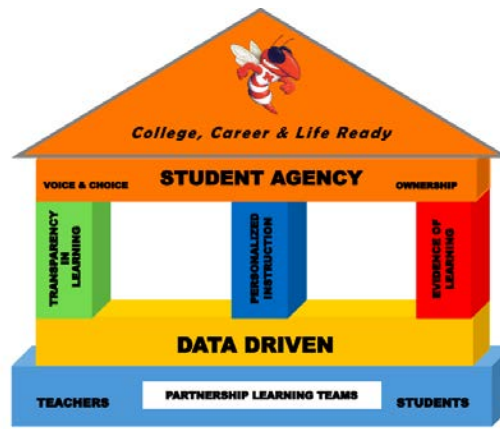 College, Career & Life Ready
VOICE & CHOICE
STUDENT AGENCY
OWNERSHIP
TRANSPARENCY
IN
LEARNING
PERSONALIZED
INSTRUCTION
EVIDENCE OF
LEARNING
DATA DRIVEN
TEACHERS
PARTNERSHIP LEARNING TEAMS
STUDENTS